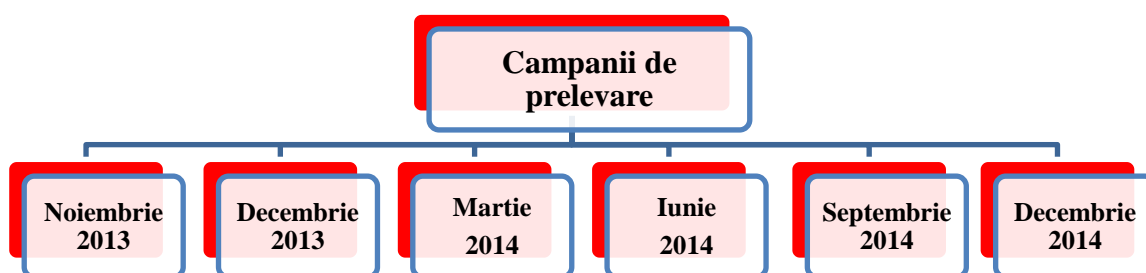 Campanii de
prelevare
Noiembrie
2013
Decembrie
2013
Martie
2014
Iunie
2014
Septembrie
2014
Decembrie
2014